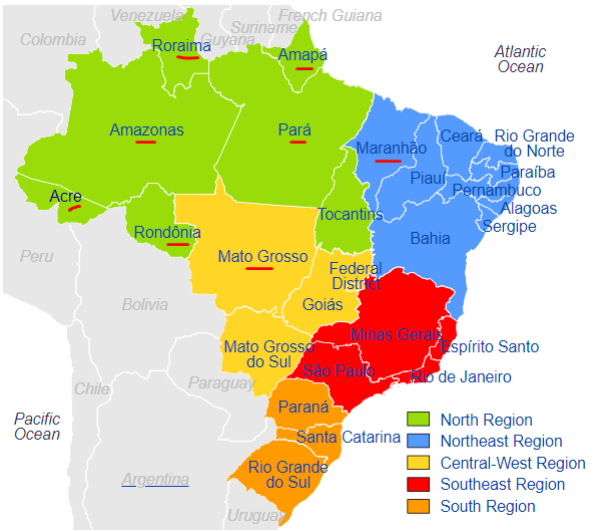 Venezuela
French Guiana
Suriname
Colombia
Roraima
Guyana
Amapá
Atlantic
Ocean
Amazonas
Pará
Maranhão
Ceará
Rio Grande
do Norte
Piauí
Paraíba
Pernambuco
Acre
Alagoas
Tocantins
Sergipe
Rondônia
Bahia
Mato Grosso
Peru
Federal
District
Bolivia
Goiás
Minas Gerais
Mato Grosso
do Sul
Espírito Santo
São Paulo
Rio de Janeiro
Paraguay
Chile
Paraná
Pacific
Ocean
Santa Catarina
Rio Grande
do Sul
Argentina
Uruguay
North Region
Northeast Region
Central-West Region
Southeast Region
South Region